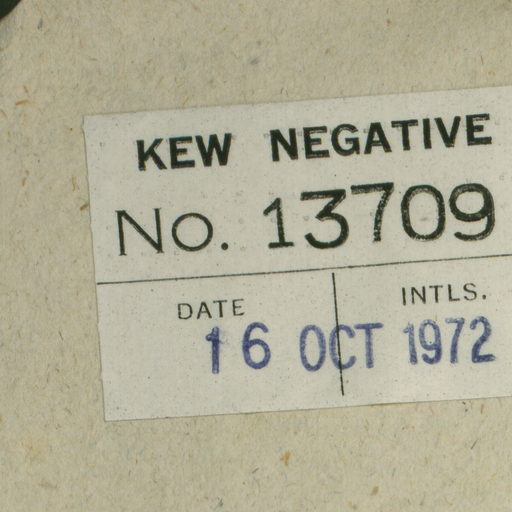 KEW NEGATIVE
No. 13709
DATE INTLS.
16 OCT 1972